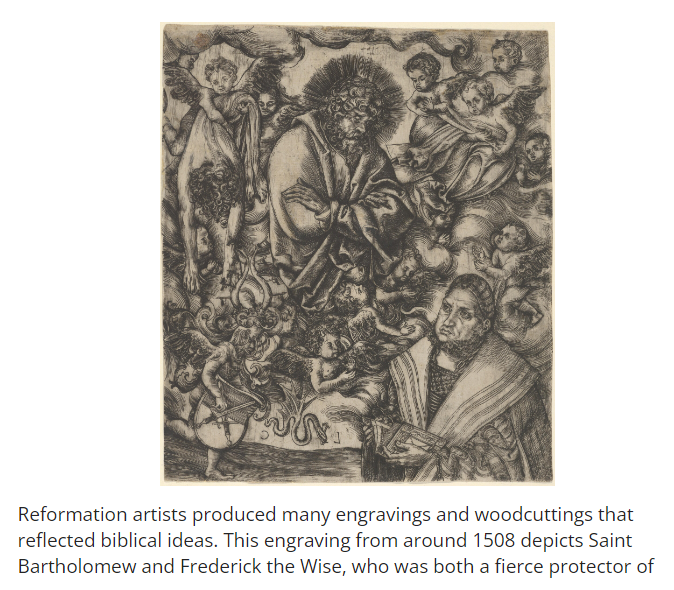 Reformation artists produced many engravings and woodcuttings that
reflected biblical ideas. This engraving from around 1508 depicts Saint
Bartholomew and Frederick the Wise, who was both a fierce protector of